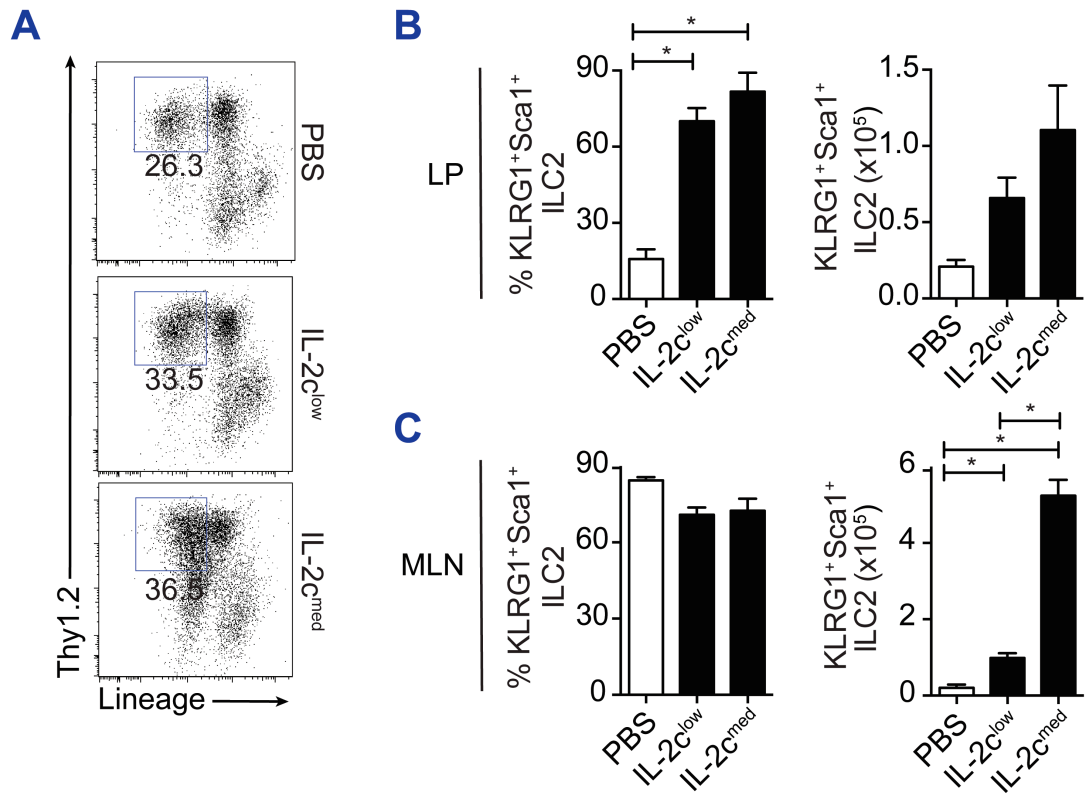 A
Thy1.2
PBS
26.3
IL-2c^low
33.5
IL-2c^med
36.5
Lineage
B
LP
% KLRG1⁺Sca1⁺
ILC2
90
60
30
0
*
*
PBS
IL-2c^low
IL-2c^med
KLRG1⁺Sca1⁺
ILC2 (x10⁵)
1.5
1.0
0.5
0.0
PBS
IL-2c^low
IL-2c^med
C
MLN
% KLRG1⁺Sca1⁺
ILC2
90
60
30
0
PBS
IL-2c^low
IL-2c^med
KLRG1⁺Sca1⁺
ILC2 (x10⁵)
6
4
2
0
*
*
*
PBS
IL-2c^low
IL-2c^med